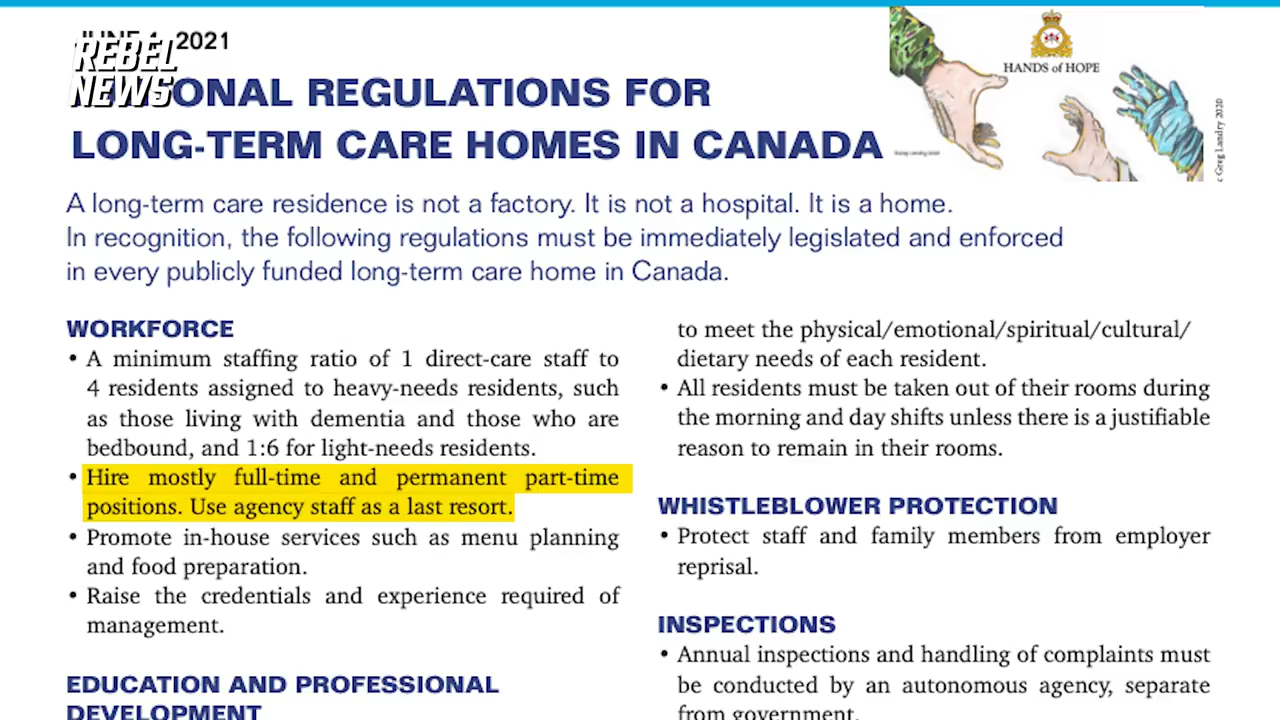 2021
REBEL
NEWS
HANDS of HOPE
Greg Landry 2020
ONAL REGULATIONS FOR
LONG-TERM CARE HOMES IN CANADA
A long-term care residence is not a factory. It is not a hospital. It is a home.
In recognition, the following regulations must be immediately legislated and enforced
in every publicly funded long-term care home in Canada.
WORKFORCE
• A minimum staffing ratio of 1 direct-care staff to
4 residents assigned to heavy-needs residents, such
as those living with dementia and those who are
bedbound, and 1:6 for light-needs residents.
• Hire mostly full-time and permanent part-time
positions. Use agency staff as a last resort.
• Promote in-house services such as menu planning
and food preparation.
• Raise the credentials and experience required of
management.
EDUCATION AND PROFESSIONAL
DEVELOPMENT
to meet the physical/emotional/spiritual/cultural/
dietary needs of each resident.
• All residents must be taken out of their rooms during
the morning and day shifts unless there is a justifiable
reason to remain in their rooms.
WHISTLEBLOWER PROTECTION
• Protect staff and family members from employer
reprisal.
INSPECTIONS
• Annual inspections and handling of complaints must
be conducted by an autonomous agency, separate
from government.